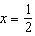 x = 1/2